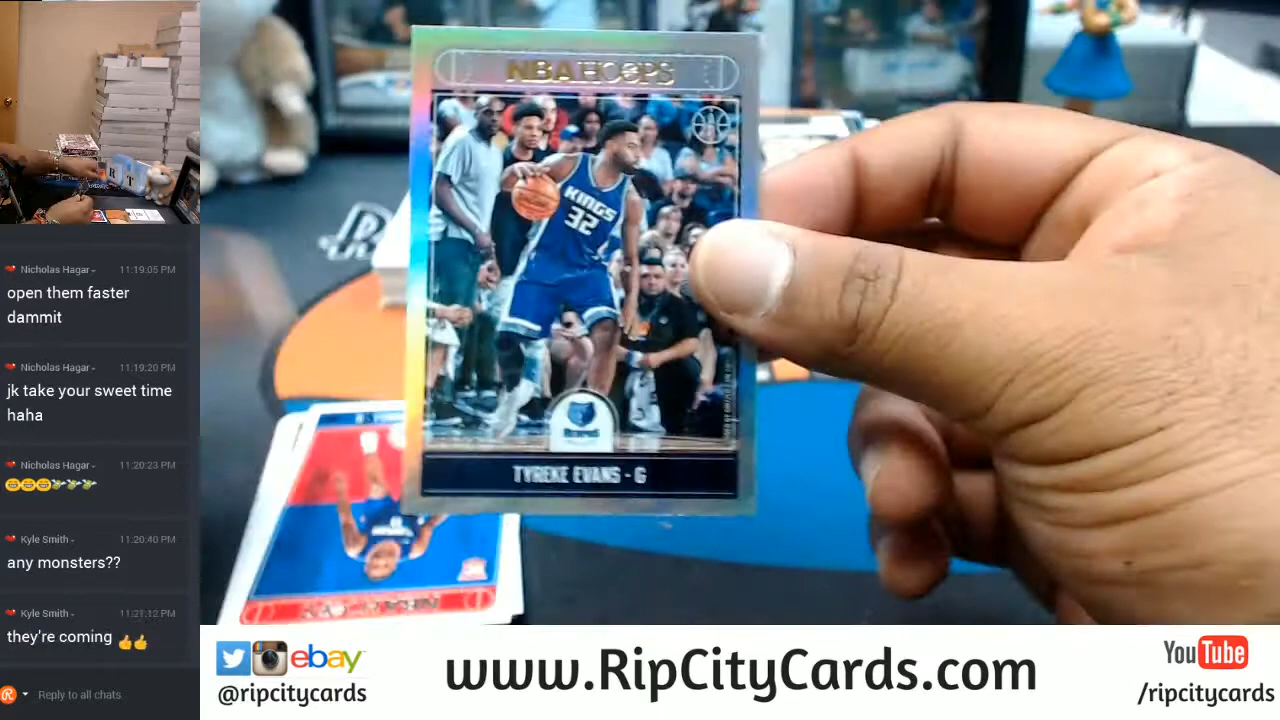 Nicholas Hagar- 11:19:05 PM
open them faster
dammit
Nicholas Hagar- 11:19:20 PM
jk take your sweet time
haha
Nicholas Hagar- 11:20:23 PM
Kyle Smith- 11:20:40 PM
any monsters??
Kyle Smith- 11:21:12 PM
they're coming
Reply to all chats
NBA HOOPS
KINGS
32
TYREKE EVANS - G
ebay
@ripcitycards
www.RipCityCards.com
YouTube
/ripcitycards